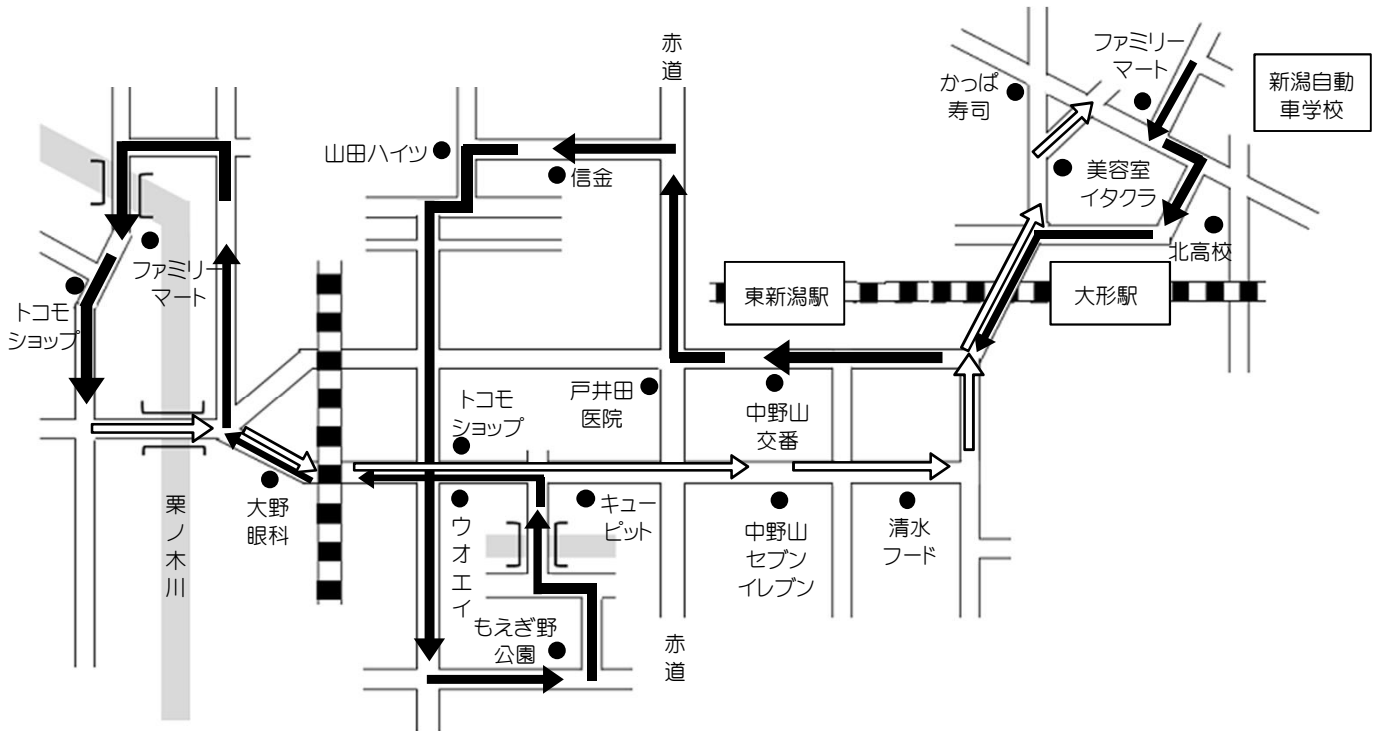 赤道
ファミリー
マート
かっぱ
寿司
新潟自動
車学校
山田ハイツ
信金
美容室
イタクラ
北高校
ファミリー
マート
トコモ
ショップ
東新潟駅
大形駅
トコモ
ショップ
戸井田
医院
中野山
交番
栗ノ木川
大野
眼科
ウオエイ
キュー
ピット
中野山
セブン
イレブン
清水
フード
もえぎ野
公園
赤道